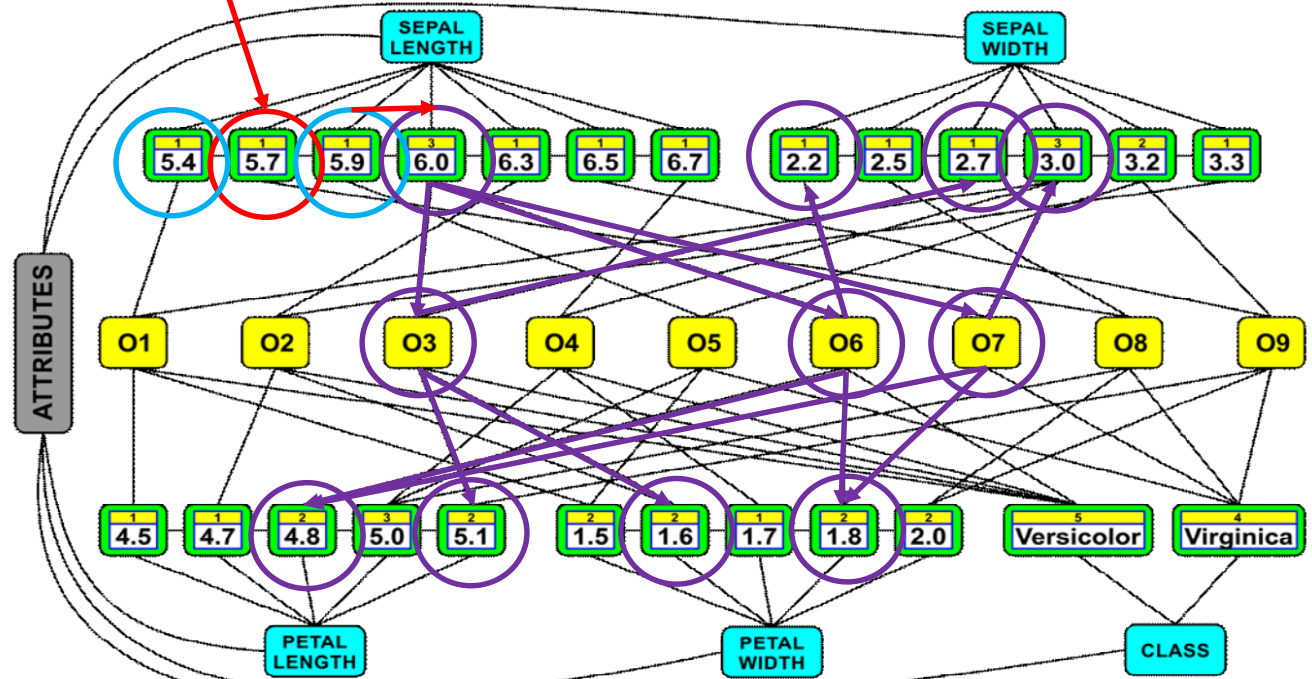 SEPAL
LENGTH
SEPAL
WIDTH
1 1 1 3 1 1 1 1 1 1 3 2 1
5.4 5.7 5.9 6.0 6.3 6.5 6.7 2.2 2.5 2.7 3.0 3.2 3.3
ATTRIBUTES
O1 O2 O3 O4 O5 O6 O7 O8 O9
1 1 2 3 2 2 2 1 2 2 5 4
4.5 4.7 4.8 5.0 5.1 1.5 1.6 1.7 1.8 2.0 Versicolor Virginica
PETAL
LENGTH
PETAL
WIDTH
CLASS